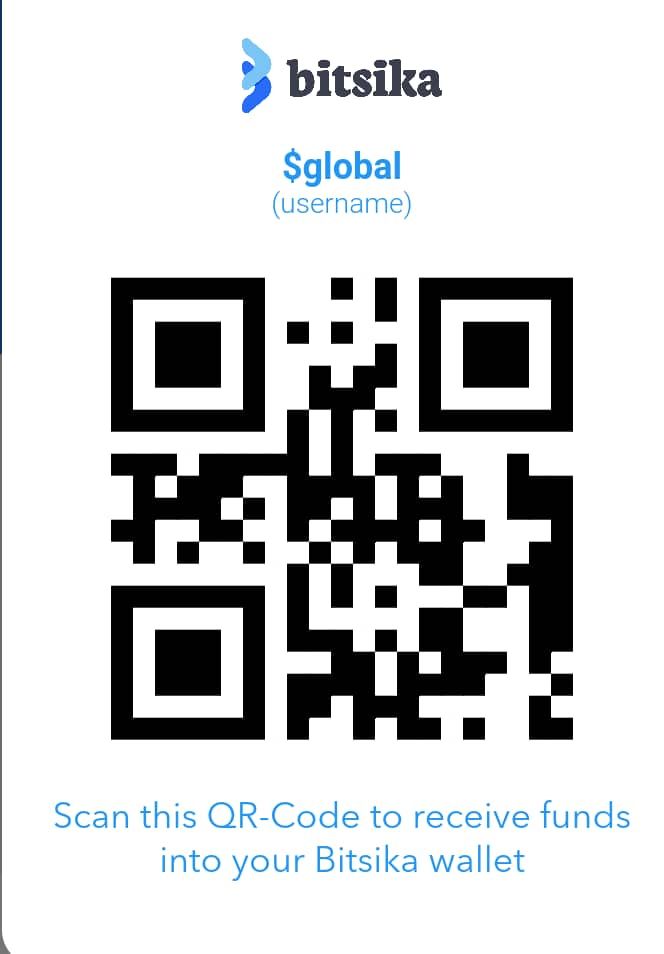 bitsika
$global
(username)
Scan this QR-Code to receive funds
into your Bitsika wallet